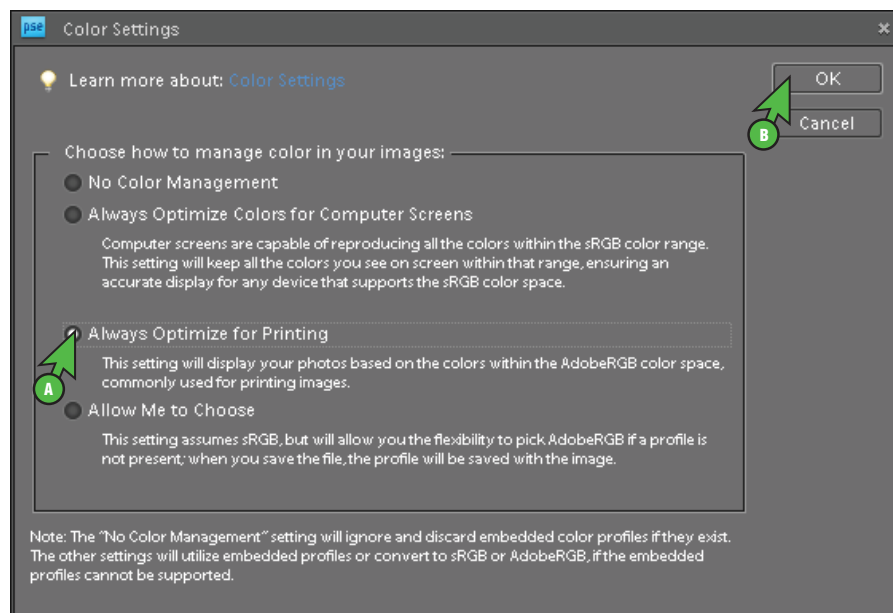 pse Color Settings
Learn more about: Color Settings
OK
Cancel
B
Choose how to manage color in your images:
No Color Management
Always Optimize Colors for Computer Screens
Computer screens are capable of reproducing all the colors within the sRGB color range.
This setting will keep all the colors you see on screen within that range, ensuring an
accurate display for any device that supports the sRGB color space.
Always Optimize for Printing
This setting will display your photos based on the colors within the AdobeRGB color space,
commonly used for printing images.
A
Allow Me to Choose
This setting assumes sRGB, but will allow you the flexibility to pick AdobeRGB if a profile is
not present; when you save the file, the profile will be saved with the image.
Note: The "No Color Management" setting will ignore and discard embedded color profiles if they exist.
The other settings will utilize embedded profiles or convert to sRGB or AdobeRGB, if the embedded
profiles cannot be supported.